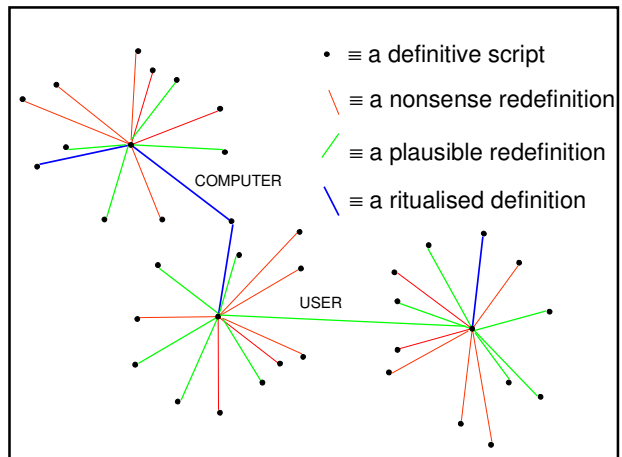 ≡ a definitive script
≡ a nonsense redefinition
≡ a plausible redefinition
COMPUTER
≡ a ritualised definition
USER